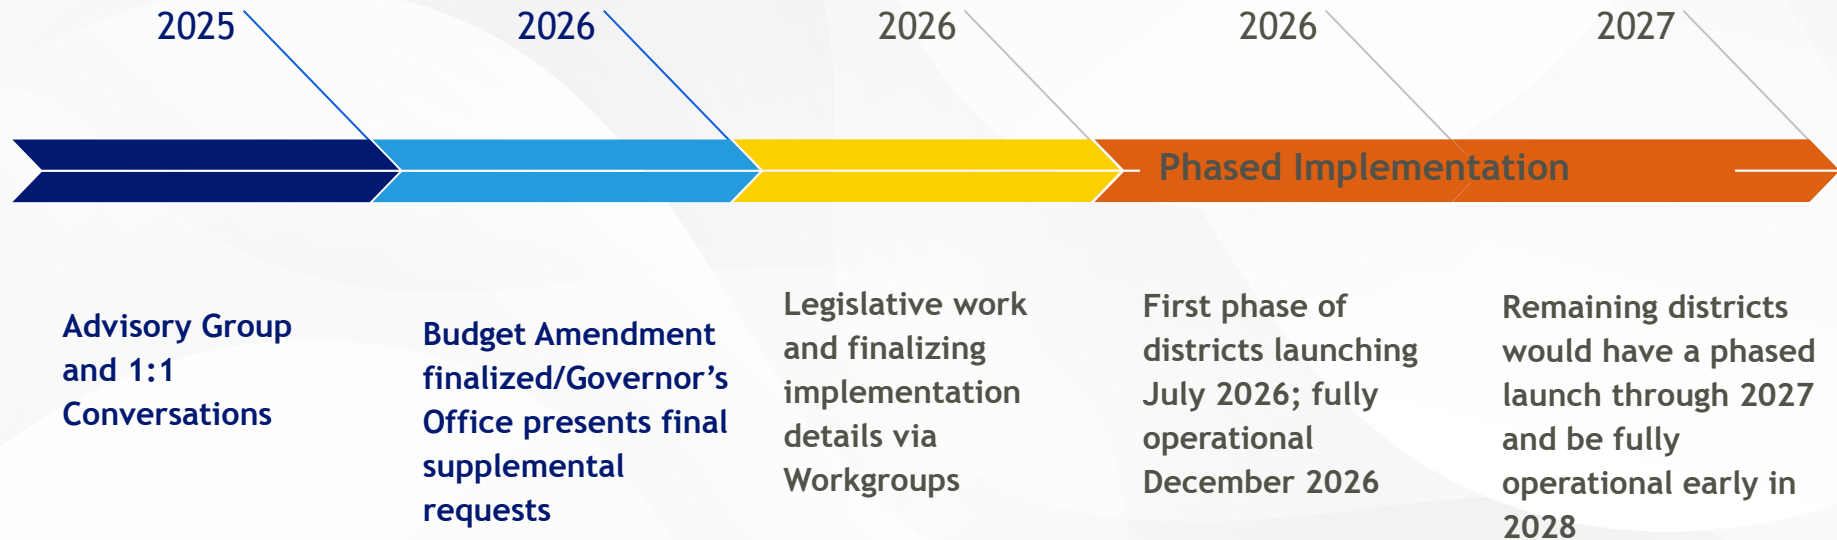 2025
2026
2026
2026
2027
Phased Implementation
Advisory Group
and 1:1
Conversations
Budget Amendment
finalized/Governor’s
Office presents final
supplemental
requests
Legislative work
and finalizing
implementation
details via
Workgroups
First phase of
districts launching
July 2026; fully
operational
December 2026
Remaining districts
would have a phased
launch through 2027
and be fully
operational early in
2028